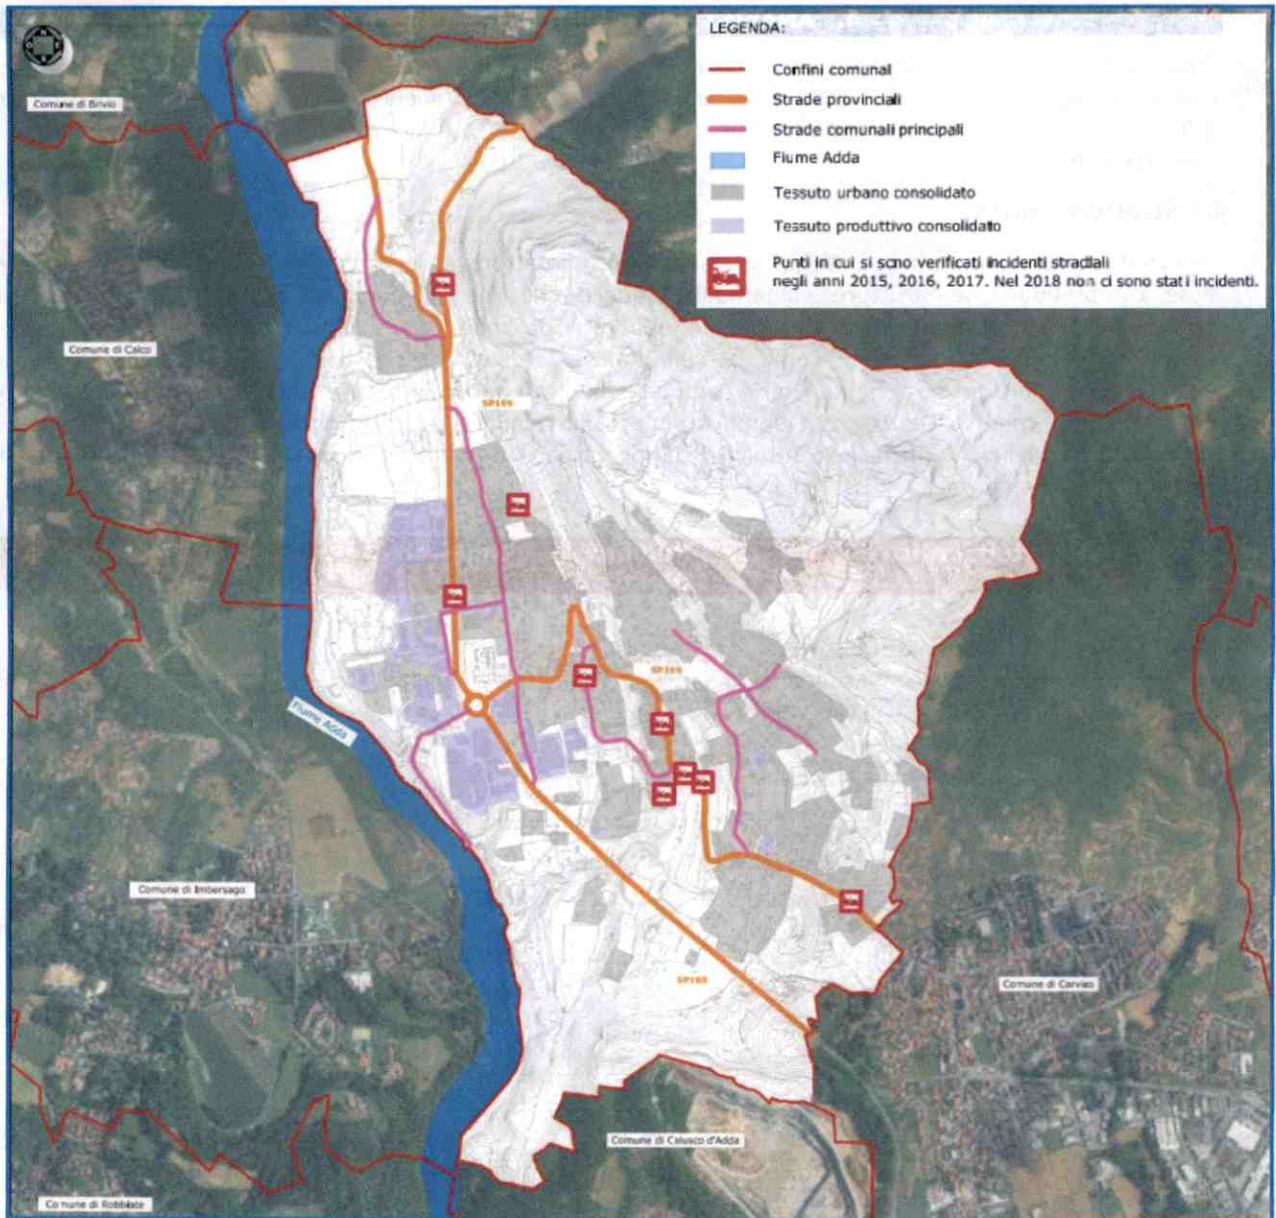 LEGENDA:
Confini comunal
Strade provinciali
Strade comunali principali
Fiume Adda
Tessuto urbano consolidato
Tessuto produttivo consolidato
Punti in cui si sono verificati incidenti stradiali
negli anni 2015, 2016, 2017. Nel 2018 non ci sono stati incidenti.
Comune di Brivio
Comune di Calco
SP169
SP169
Fiume Adda
Comune di Imbersago
SP169
Comune di Carvico
Comune di Calusco d'Adda
Comune di Robbiate